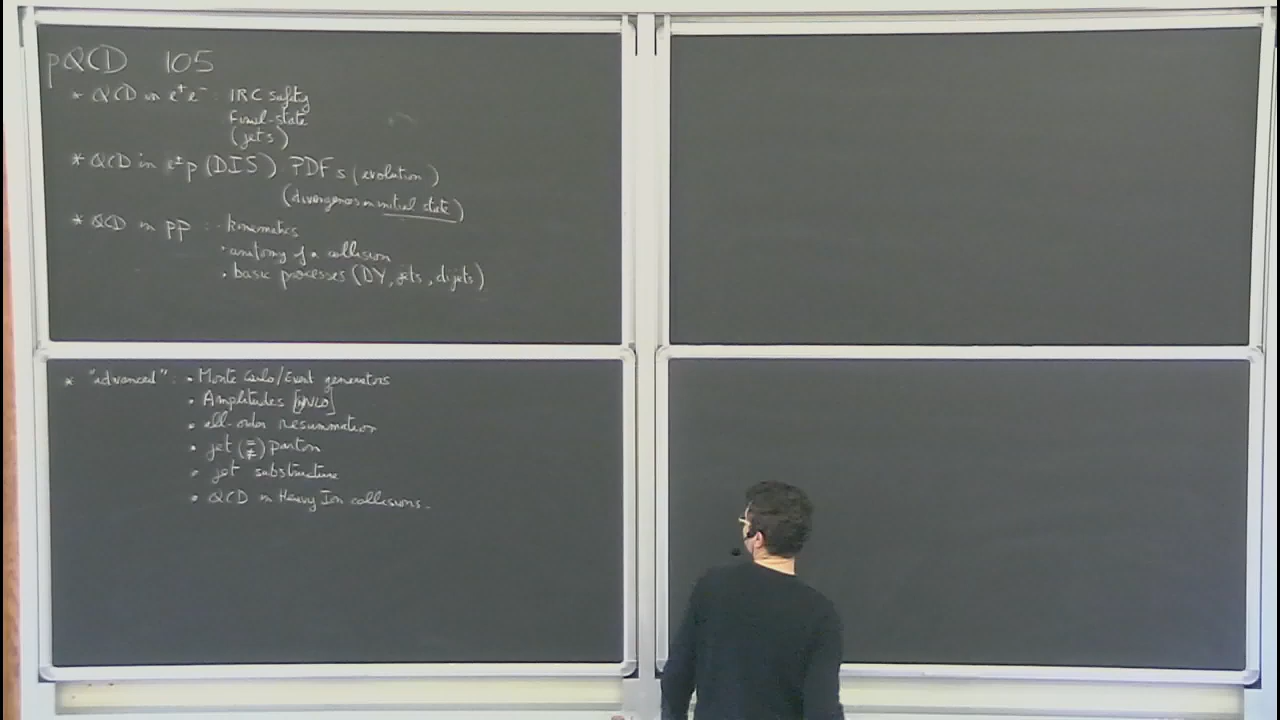 pQCD 105
* QCD in e⁺e⁻ : IRC safety
Final-state
(jets)
* QCD in e±p (DIS) PDFs (evolution)
(divergences in initial state)
* QCD in pp : - kinematics
• anatomy of a collision
• basic processes (DY, jets, dijets)
* "advanced" : • Monte Carlo/Event generators
• Amplitudes [NNLO]
• all-order resummation
• jet (=/≠) parton
• jet substructure
• QCD in Heavy Ion collisions.